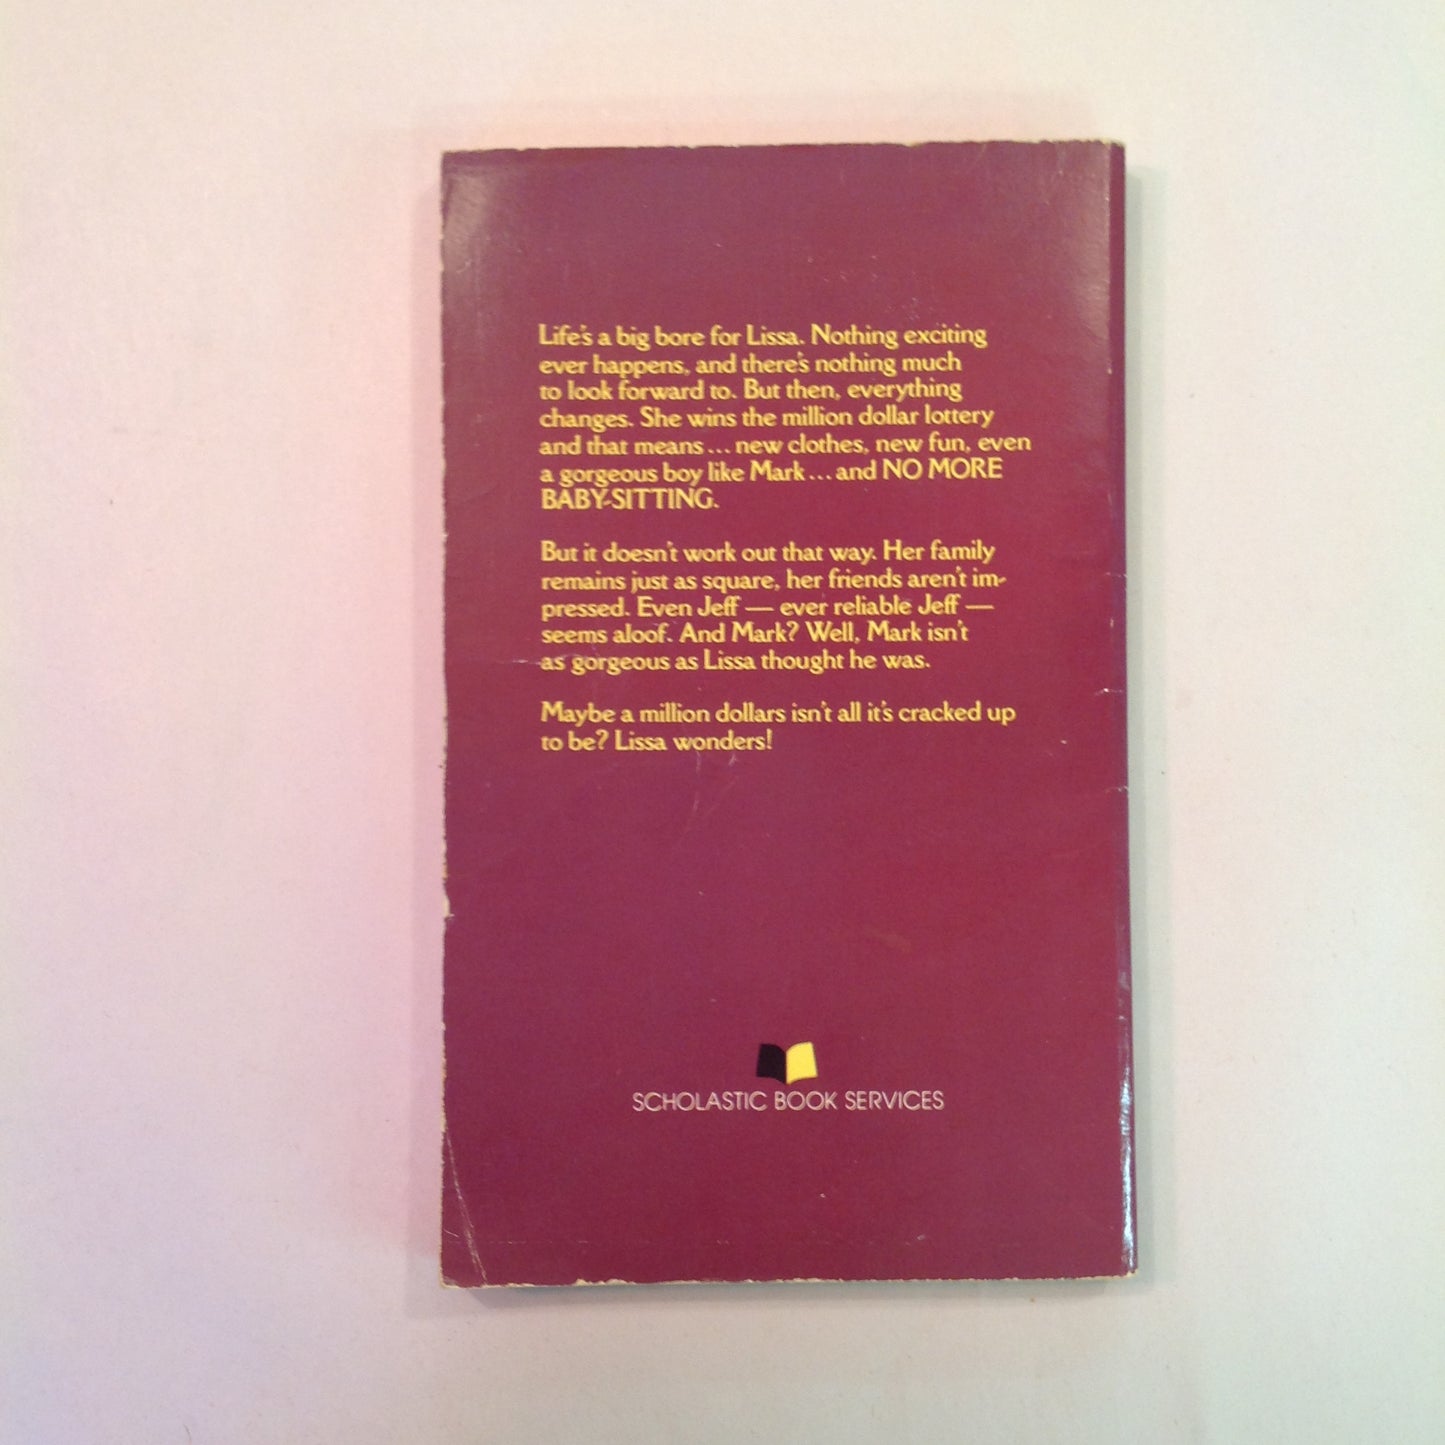 Life's a big bore for Lissa. Nothing exciting
ever happens, and there's nothing much
to look forward to. But then, everything
changes. She wins the million dollar lottery
and that means ... new clothes, new fun, even
a gorgeous boy like Mark ... and NO MORE
BABY-SITTING.
But it doesn't work out that way. Her family
remains just as square, her friends aren't im-
pressed. Even Jeff — ever reliable Jeff —
seems aloof. And Mark? Well, Mark isn't
as gorgeous as Lissa thought he was.
Maybe a million dollars isn't all it's cracked up
to be? Lissa wonders!
SCHOLASTIC BOOK SERVICES